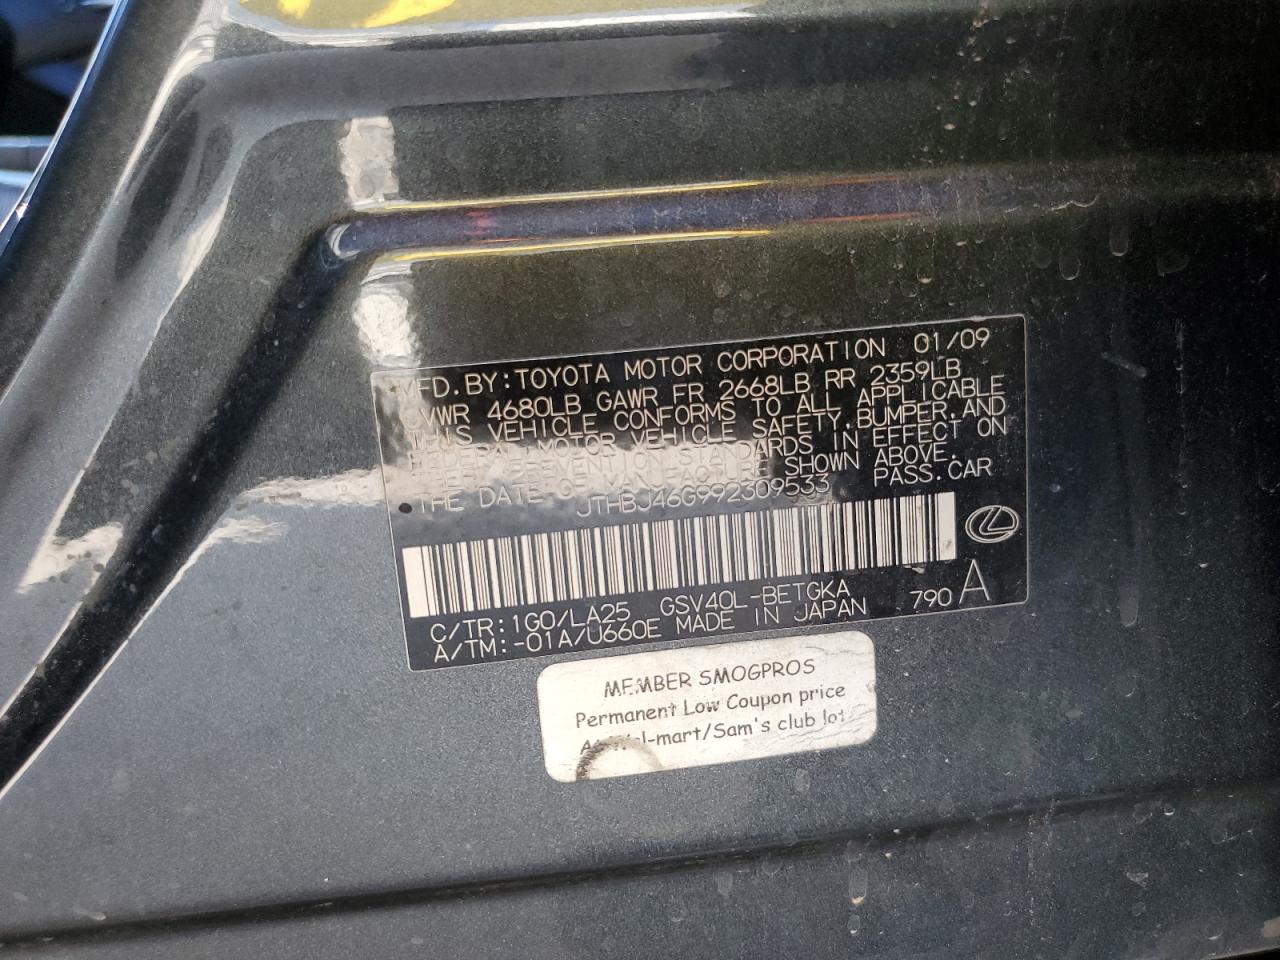 MFD.BY:TOYOTA MOTOR CORPORATION 01/09
GVWR 4680LB GAWR FR 2668LB RR 2359LB
THIS VEHICLE CONFORMS TO ALL APPLICABLE
FEDERAL MOTOR VEHICLE SAFETY,BUMPER,AND
THEFT PREVENTION STANDARDS IN EFFECT ON
THE DATE OF MANUFACTURE SHOWN ABOVE.
JTHBJ46G992309533 PASS.CAR
C/TR:1G0/LA25 GSV40L-BETGKA
A/TM:-01A/U660E MADE IN JAPAN 790 A
MEMBER SMOGPROS
Permanent Low Coupon price
At Wal-mart/Sam's club lot